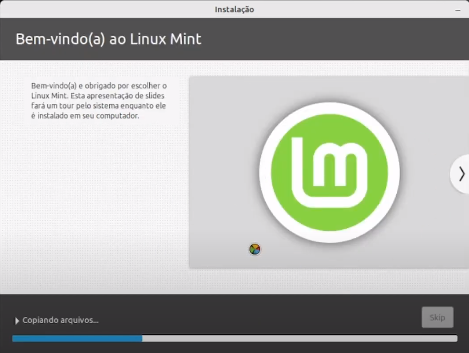 Instalação
Bem-vindo(a) ao Linux Mint
Bem-vindo(a) e obrigado por escolher o
Linux Mint. Esta apresentação de slides
fará um tour pelo sistema enquanto ele
é instalado em seu computador.
Copiando arquivos...
Skip